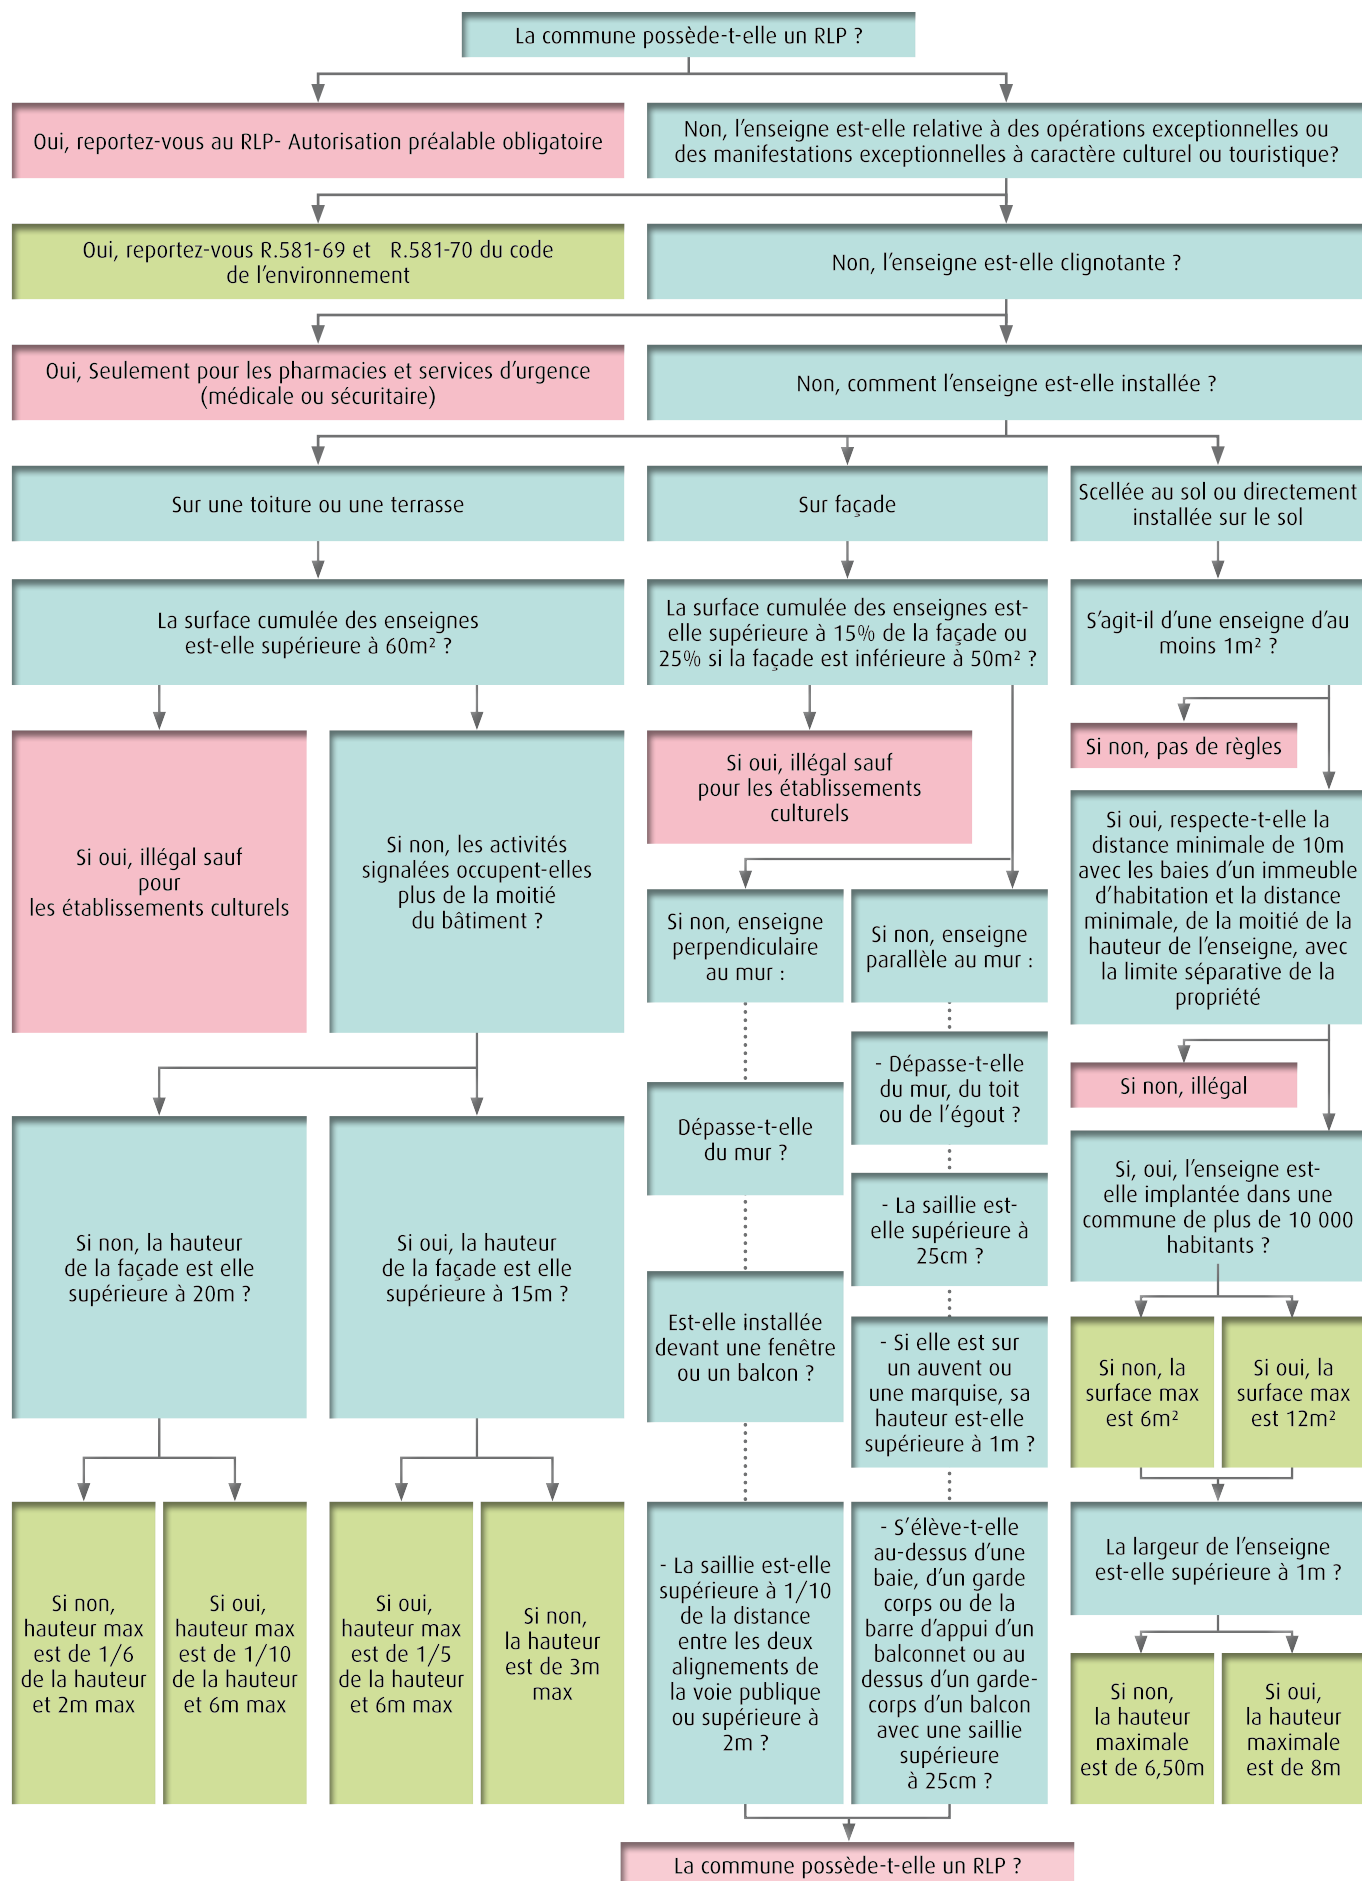 La commune possède-t-elle un RLP ?
Oui, reportez-vous au RLP- Autorisation préalable obligatoire
Non, l'enseigne est-elle relative à des opérations exceptionnelles ou
des manifestations exceptionnelles à caractère culturel ou touristique?
Oui, reportez-vous R.581-69 et R.581-70 du code
de l'environnement
Non, l'enseigne est-elle clignotante ?
Oui, Seulement pour les pharmacies et services d'urgence
(médicale ou sécuritaire)
Non, comment l'enseigne est-elle installée ?
Sur une toiture ou une terrasse
Sur façade
Scellée au sol ou directement
installée sur le sol
La surface cumulée des enseignes
est-elle supérieure à 60m² ?
La surface cumulée des enseignes est-
elle supérieure à 15% de la façade ou
25% si la façade est inférieure à 50m² ?
S'agit-il d'une enseigne d'au
moins 1m² ?
Si oui, illégal sauf
pour
les établissements culturels
Si non, les activités
signalées occupent-elles
plus de la moitié
du bâtiment ?
Si oui, illégal sauf
pour les établissements
culturels
Si non, pas de règles
Si oui, respecte-t-elle la
distance minimale de 10m
avec les baies d'un immeuble
d'habitation et la distance
minimale, de la moitié de la
hauteur de l'enseigne, avec
la limite séparative de la
propriété
Si non, enseigne
perpendiculaire
au mur :
Si non, enseigne
parallèle au mur :
- Dépasse-t-elle
du mur, du toit
ou de l'égout ?
Si non, illégal
Dépasse-t-elle
du mur ?
Si non, la hauteur
de la façade est elle
supérieure à 20m ?
Si oui, la hauteur
de la façade est elle
supérieure à 15m ?
- La saillie est-
elle supérieure à
25cm ?
Si, oui, l'enseigne est-
elle implantée dans une
commune de plus de 10 000
habitants ?
Est-elle installée
devant une fenêtre
ou un balcon ?
- Si elle est sur
un auvent ou
une marquise, sa
hauteur est-elle
supérieure à 1m ?
Si non, la
surface max
est 6m²
Si oui, la
surface max
est 12m²
Si non,
hauteur max
est de 1/6
de la hauteur
et 2m max
Si oui,
hauteur max
est de 1/10
de la hauteur
et 6m max
Si oui,
hauteur max
est de 1/5
de la hauteur
et 6m max
Si non,
la hauteur
est de 3m
max
- La saillie est-elle
supérieure à 1/10
de la distance
entre les deux
alignements de
la voie publique
ou supérieure à
2m ?
- S'élève-t-elle
au-dessus d'une
baie, d'un garde
corps ou de la
barre d'appui d'un
balconnet ou au
dessus d'un garde-
corps d'un balcon
avec une saillie
supérieure
à 25cm ?
La largeur de l'enseigne
est-elle supérieure à 1m ?
Si non,
la hauteur
maximale
est de 6,50m
Si oui,
la hauteur
maximale
est de 8m
La commune possède-t-elle un RLP ?